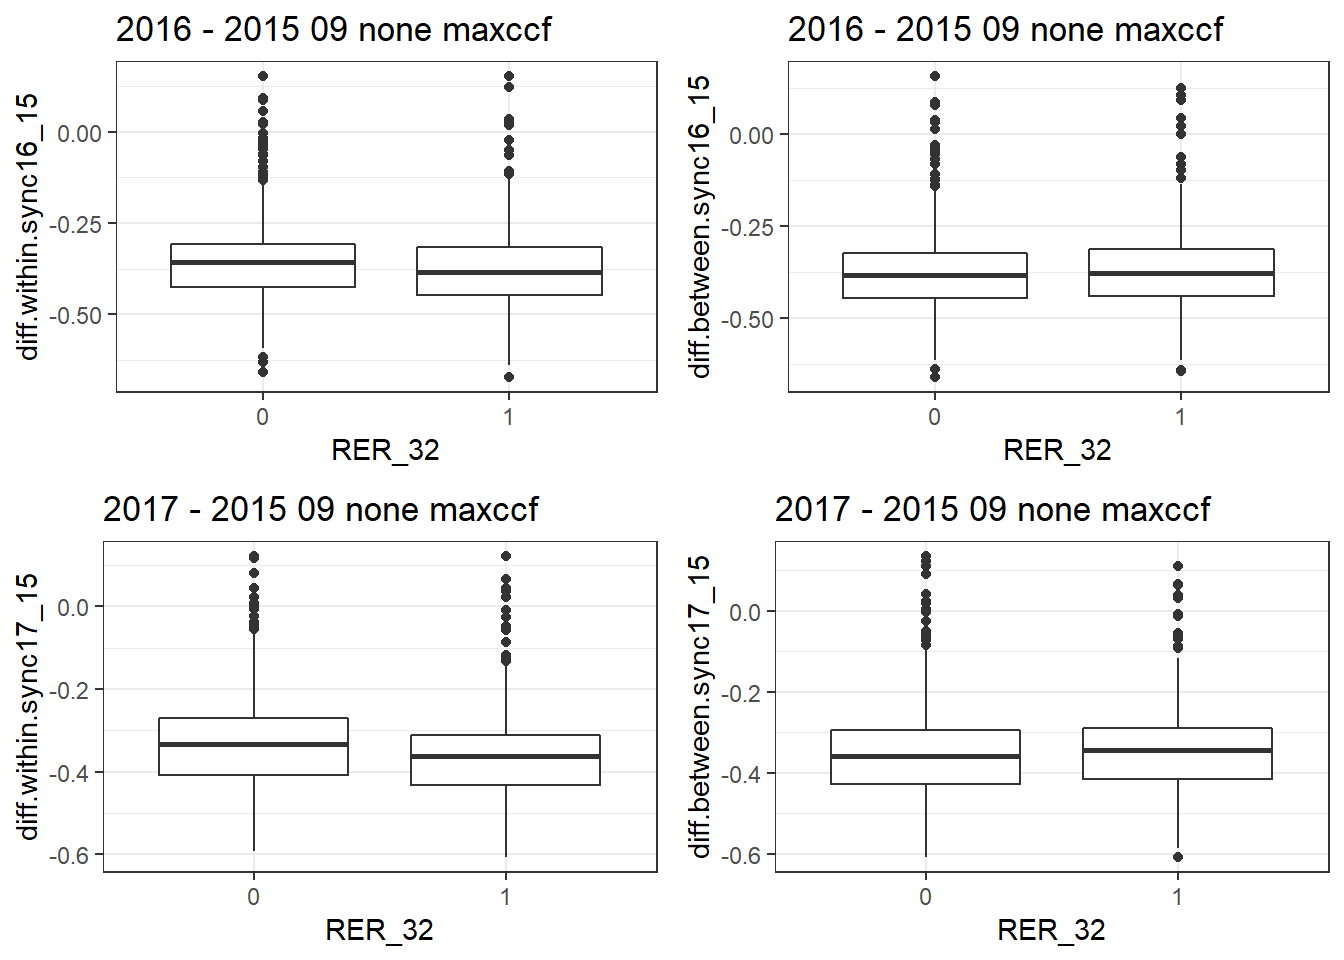 2016 - 2015 09 none maxccf
diff.within.sync16_15
0.00
-0.25
-0.50
0
1
RER_32
2016 - 2015 09 none maxccf
diff.between.sync16_15
0.00
-0.25
-0.50
0
1
RER_32
2017 - 2015 09 none maxccf
diff.within.sync17_15
0.0
-0.2
-0.4
-0.6
0
1
RER_32
2017 - 2015 09 none maxccf
diff.between.sync17_15
0.0
-0.2
-0.4
-0.6
0
1
RER_32